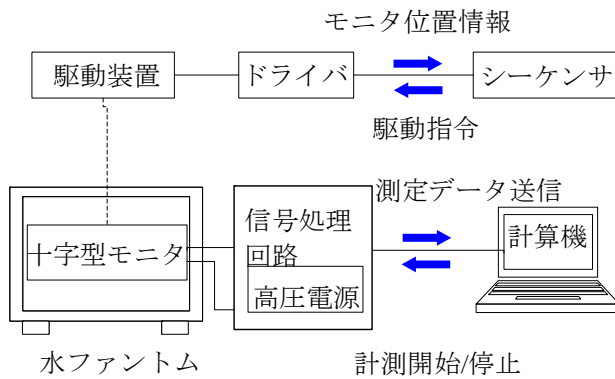 モニタ位置情報
駆動装置
ドライバ
シーケンサ
駆動指令
測定データ送信
信号処理
回路
計算機
十字型モニタ
高圧電源
水ファントム
計測開始/停止